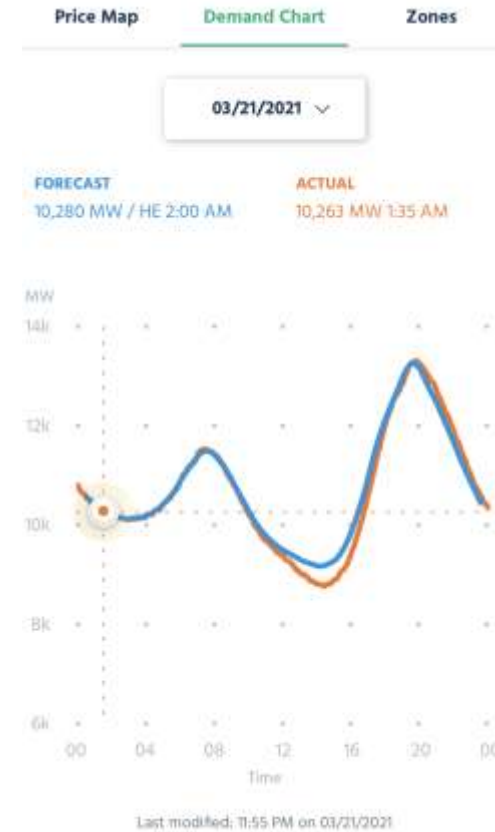 Price Map Demand Chart Zones
03/21/2021
FORECAST ACTUAL
10,280 MW / HE 2:00 AM 10,263 MW 1:35 AM
MW
14k
12k
10k
8k
6k
00 04 08 12 16 20 00
Time
Last modified: 11:55 PM on 03/21/2021